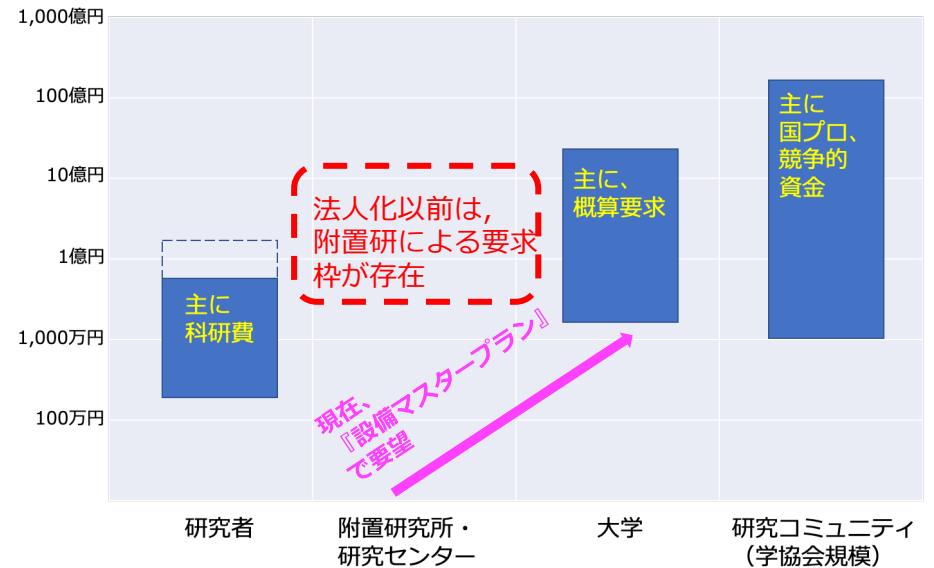 1,000億円
100億円
10億円
1億円
1,000万円
100万円
主に
科研費
法人化以前は,
附置研による要求
枠が存在
現在、
『設備マスタープラン』
で要望
主に、
概算要求
主に
国プロ、
競争的
資金
研究者
附置研究所・
研究センター
大学
研究コミュニティ
（学協会規模）